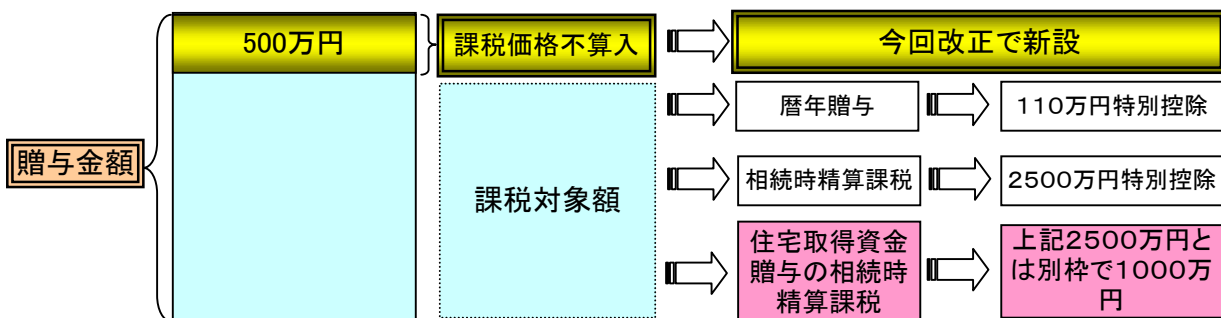 500万円
課税価格不算入
今回改正で新設
暦年贈与
110万円特別控除
贈与金額
課税対象額
相続時精算課税
2500万円特別控除
住宅取得資金
贈与の相続時
精算課税
上記2500万円と
は別枠で1000万
円